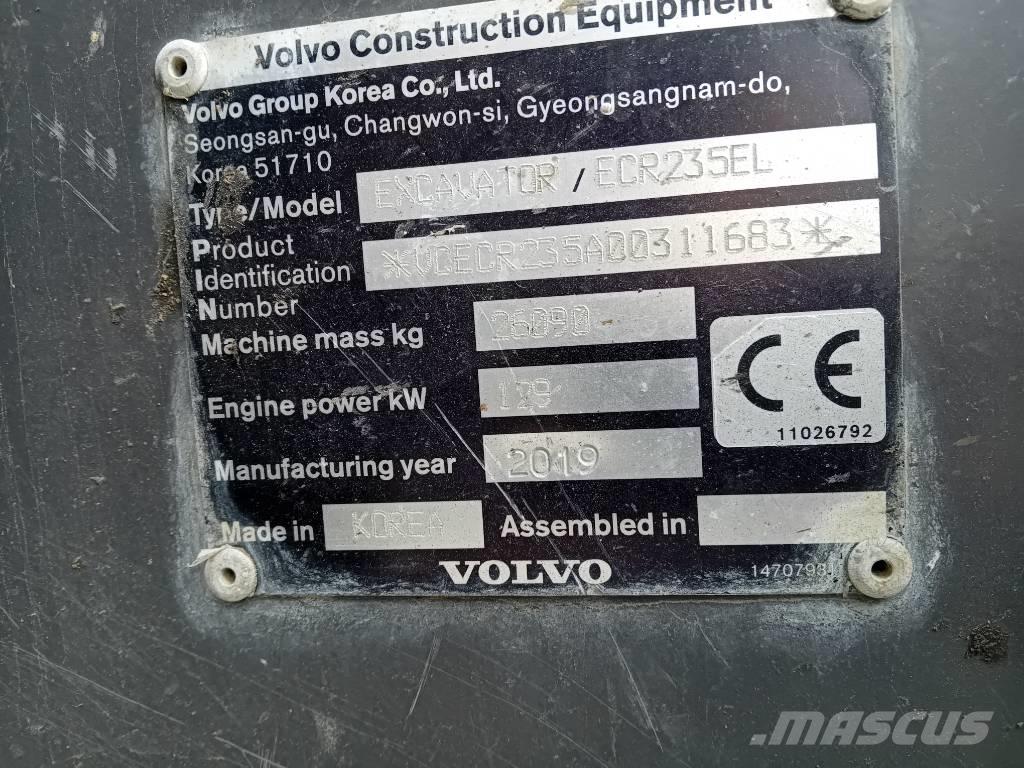 Volvo Construction Equipment
Volvo Group Korea Co., Ltd.
Seongsan-gu, Changwon-si, Gyeongsangnam-do,
Korea 51710
Type/Model EXCAVATOR / ECR235EL
Product
Identification *VCECR235A00311683*
Number
Machine mass kg 26090
Engine power kW 129
Manufacturing year 2019
CE
11026792
Made in KOREA Assembled in
VOLVO
MASCUS